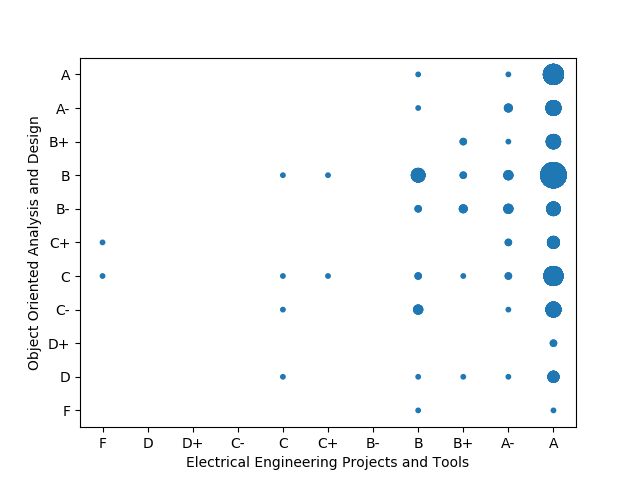 Object Oriented Analysis and Design
A
A-
B+
B
B-
C+
C
C-
D+
D
F
F D D+ C- C C+ B- B B+ A- A
Electrical Engineering Projects and Tools